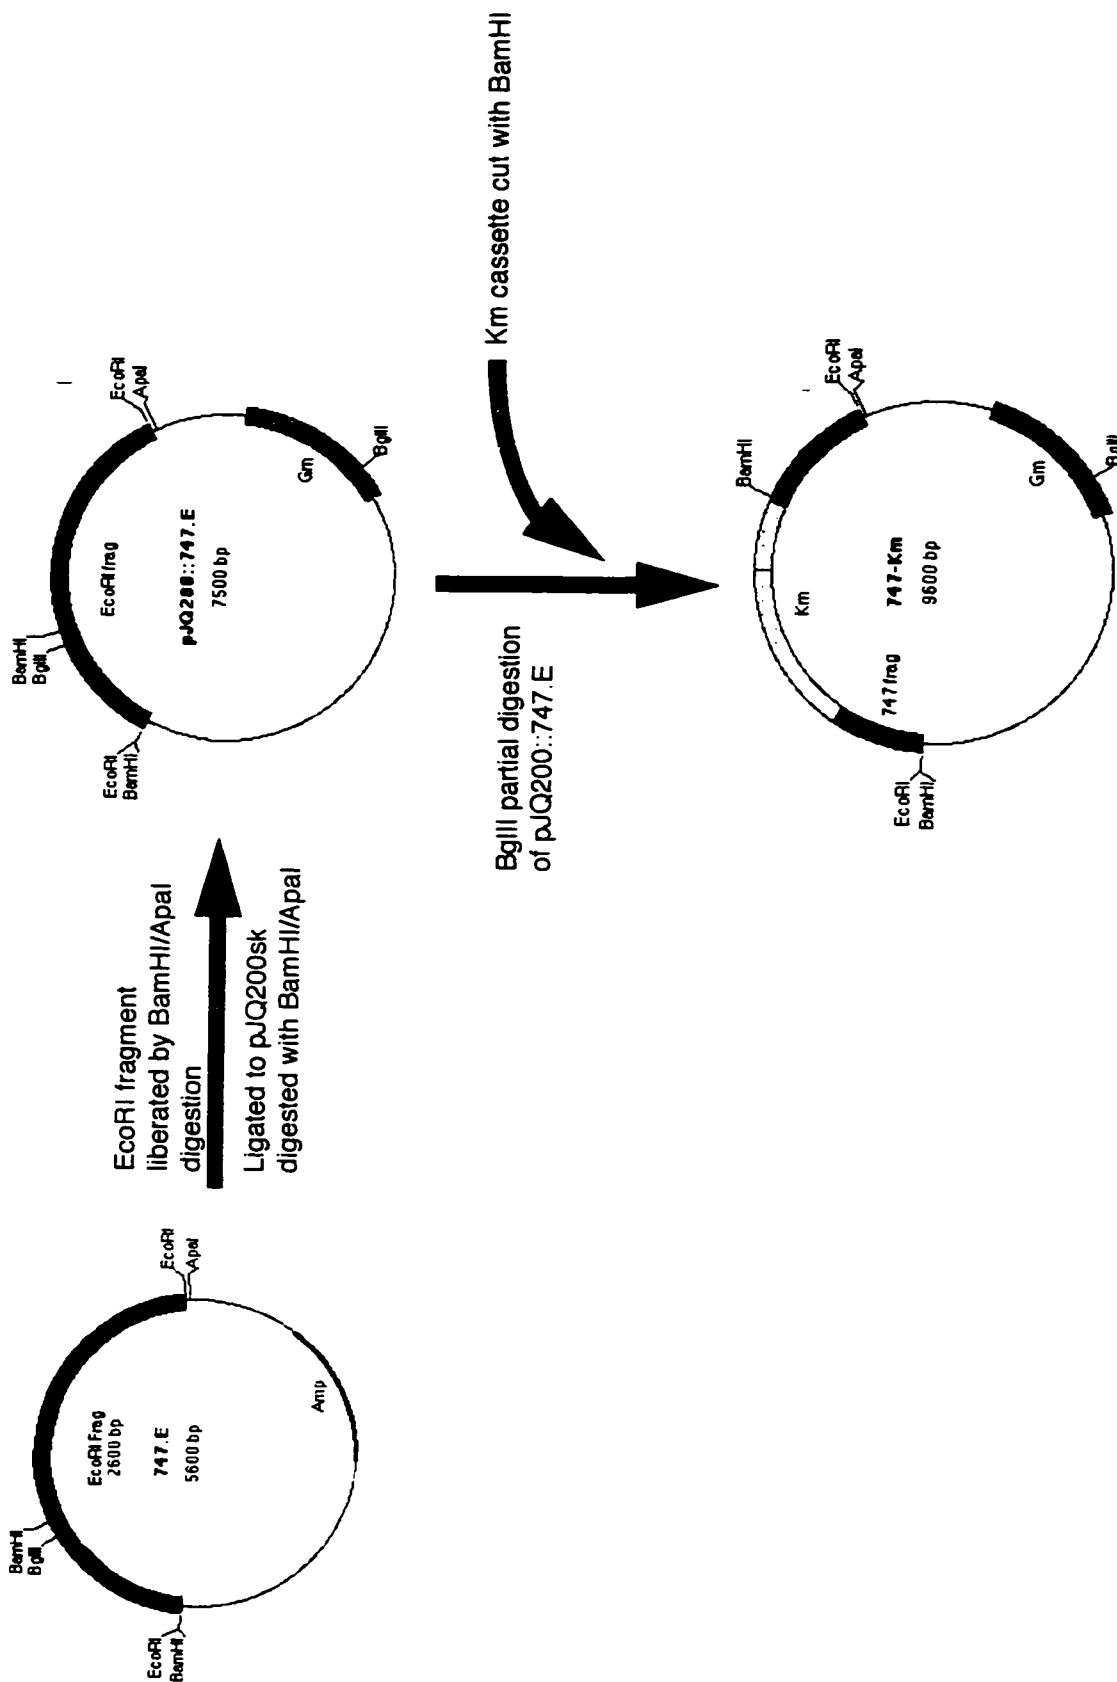 BamHI
BglII
EcoRI
BamHI
EcoRI Frag
2600 bp
747.E
5600 bp
EcoRI
ApaI
Amp
EcoRI fragment
liberated by BamHI/ApaI
digestion
Ligated to pJQ200sk
digested with BamHI/ApaI
BamHI
BglII
EcoRI
BamHI
EcoRI frag
pJQ200::747.E
7500 bp
EcoRI
ApaI
Gm
BglII
BglII partial digestion
of pJQ200::747.E
Km cassette cut with BamHI
BamHI
EcoRI
ApaI
Km
747 frag
747-Km
9600 bp
EcoRI
BamHI
Gm
BglII